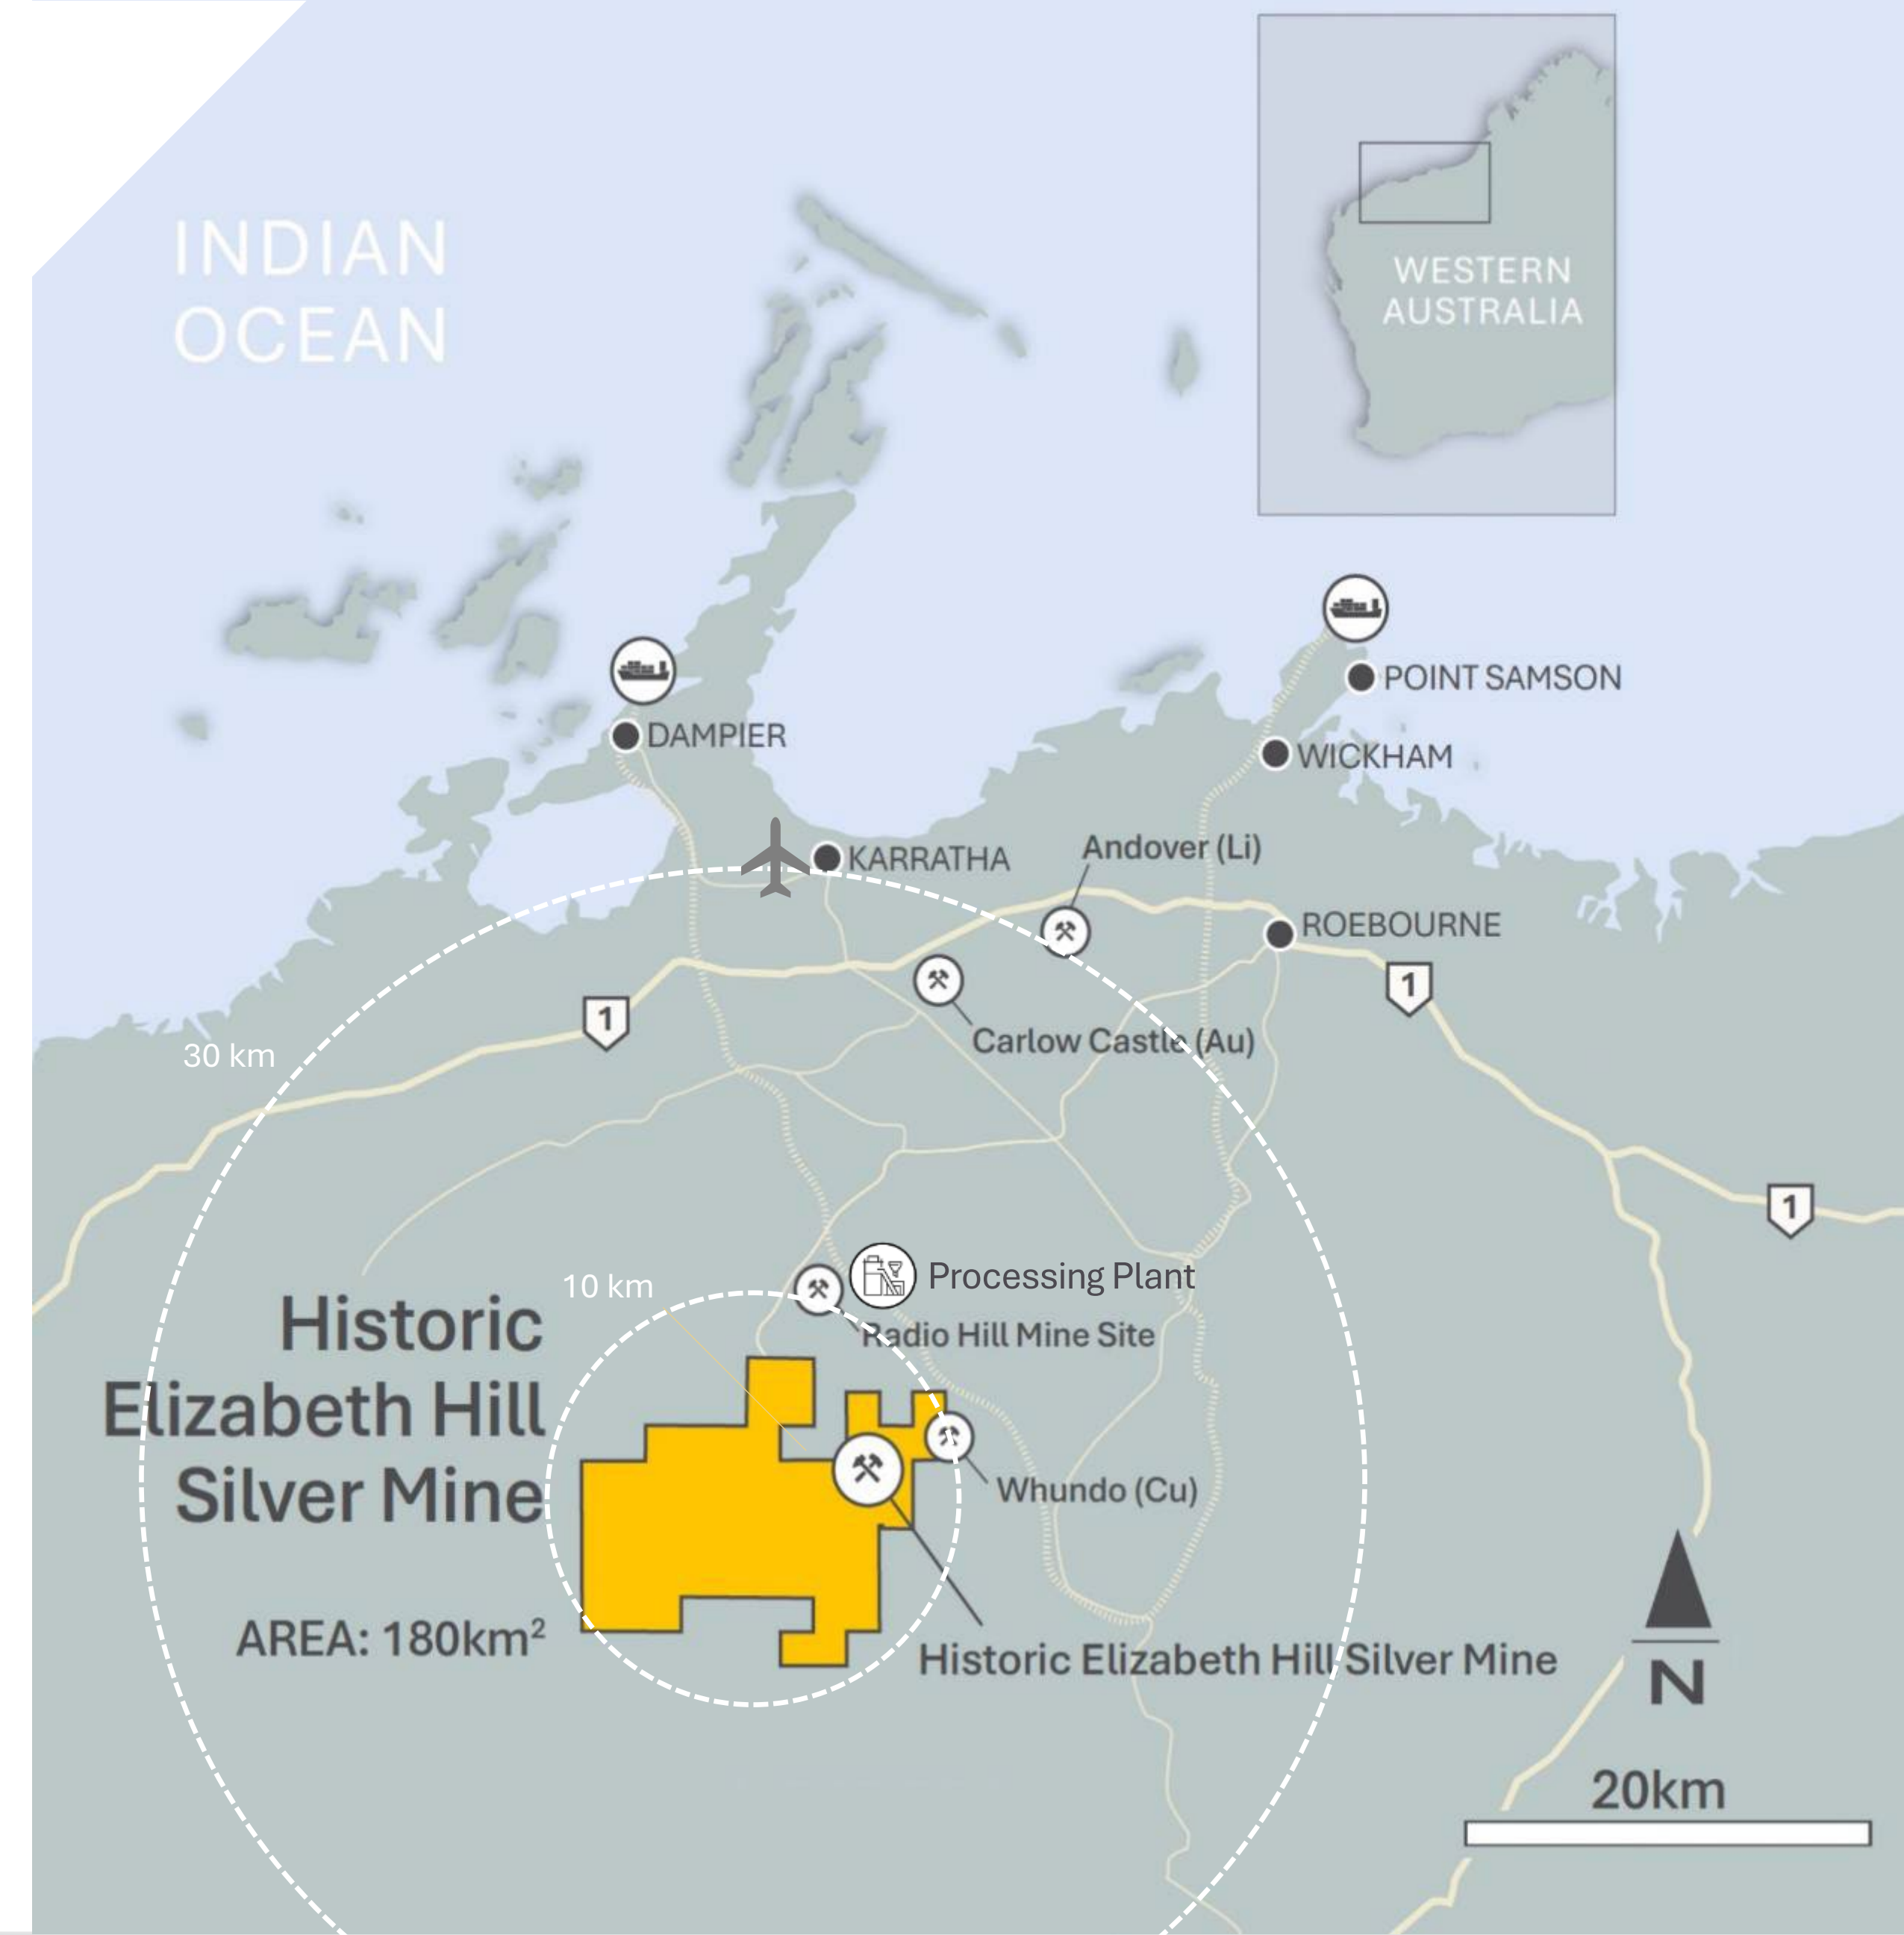 INDIAN
OCEAN
WESTERN
AUSTRALIA
POINT SAMSON
DAMPIER
WICKHAM
KARRATHA
Andover (Li)
ROEBOURNE
1
1
Carlow Castle (Au)
30 km
1
Processing Plant
10 km
Radio Hill Mine Site
Historic
Elizabeth Hill
Silver Mine
Whundo (Cu)
AREA: 180km²
Historic Elizabeth Hill Silver Mine
N
20km